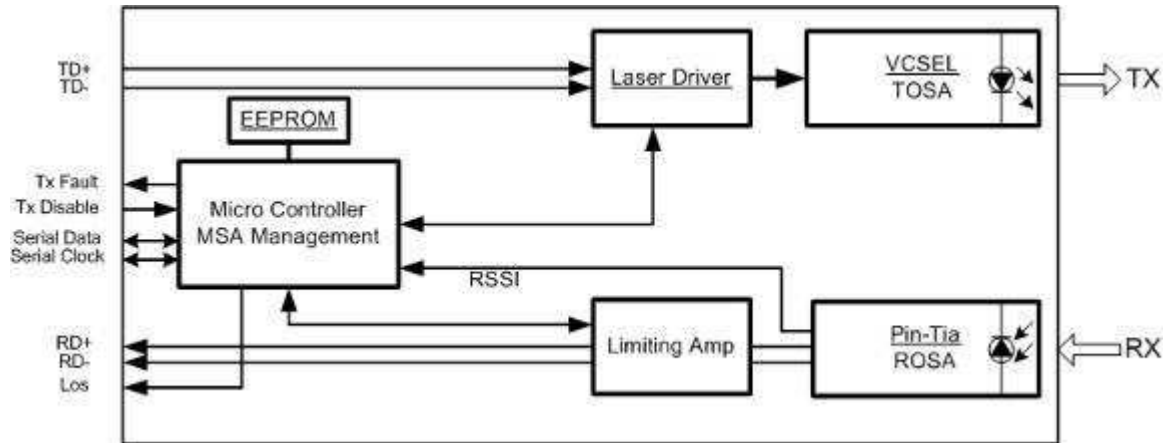 TD+
TD-
EEPROM
Laser Driver
VCSEL
TOSA
TX
Tx Fault
Tx Disable
Serial Data
Serial Clock
Micro Controller
MSA Management
RSSI
RD+
RD-
Los
Limiting Amp
Pin-Tia
ROSA
RX